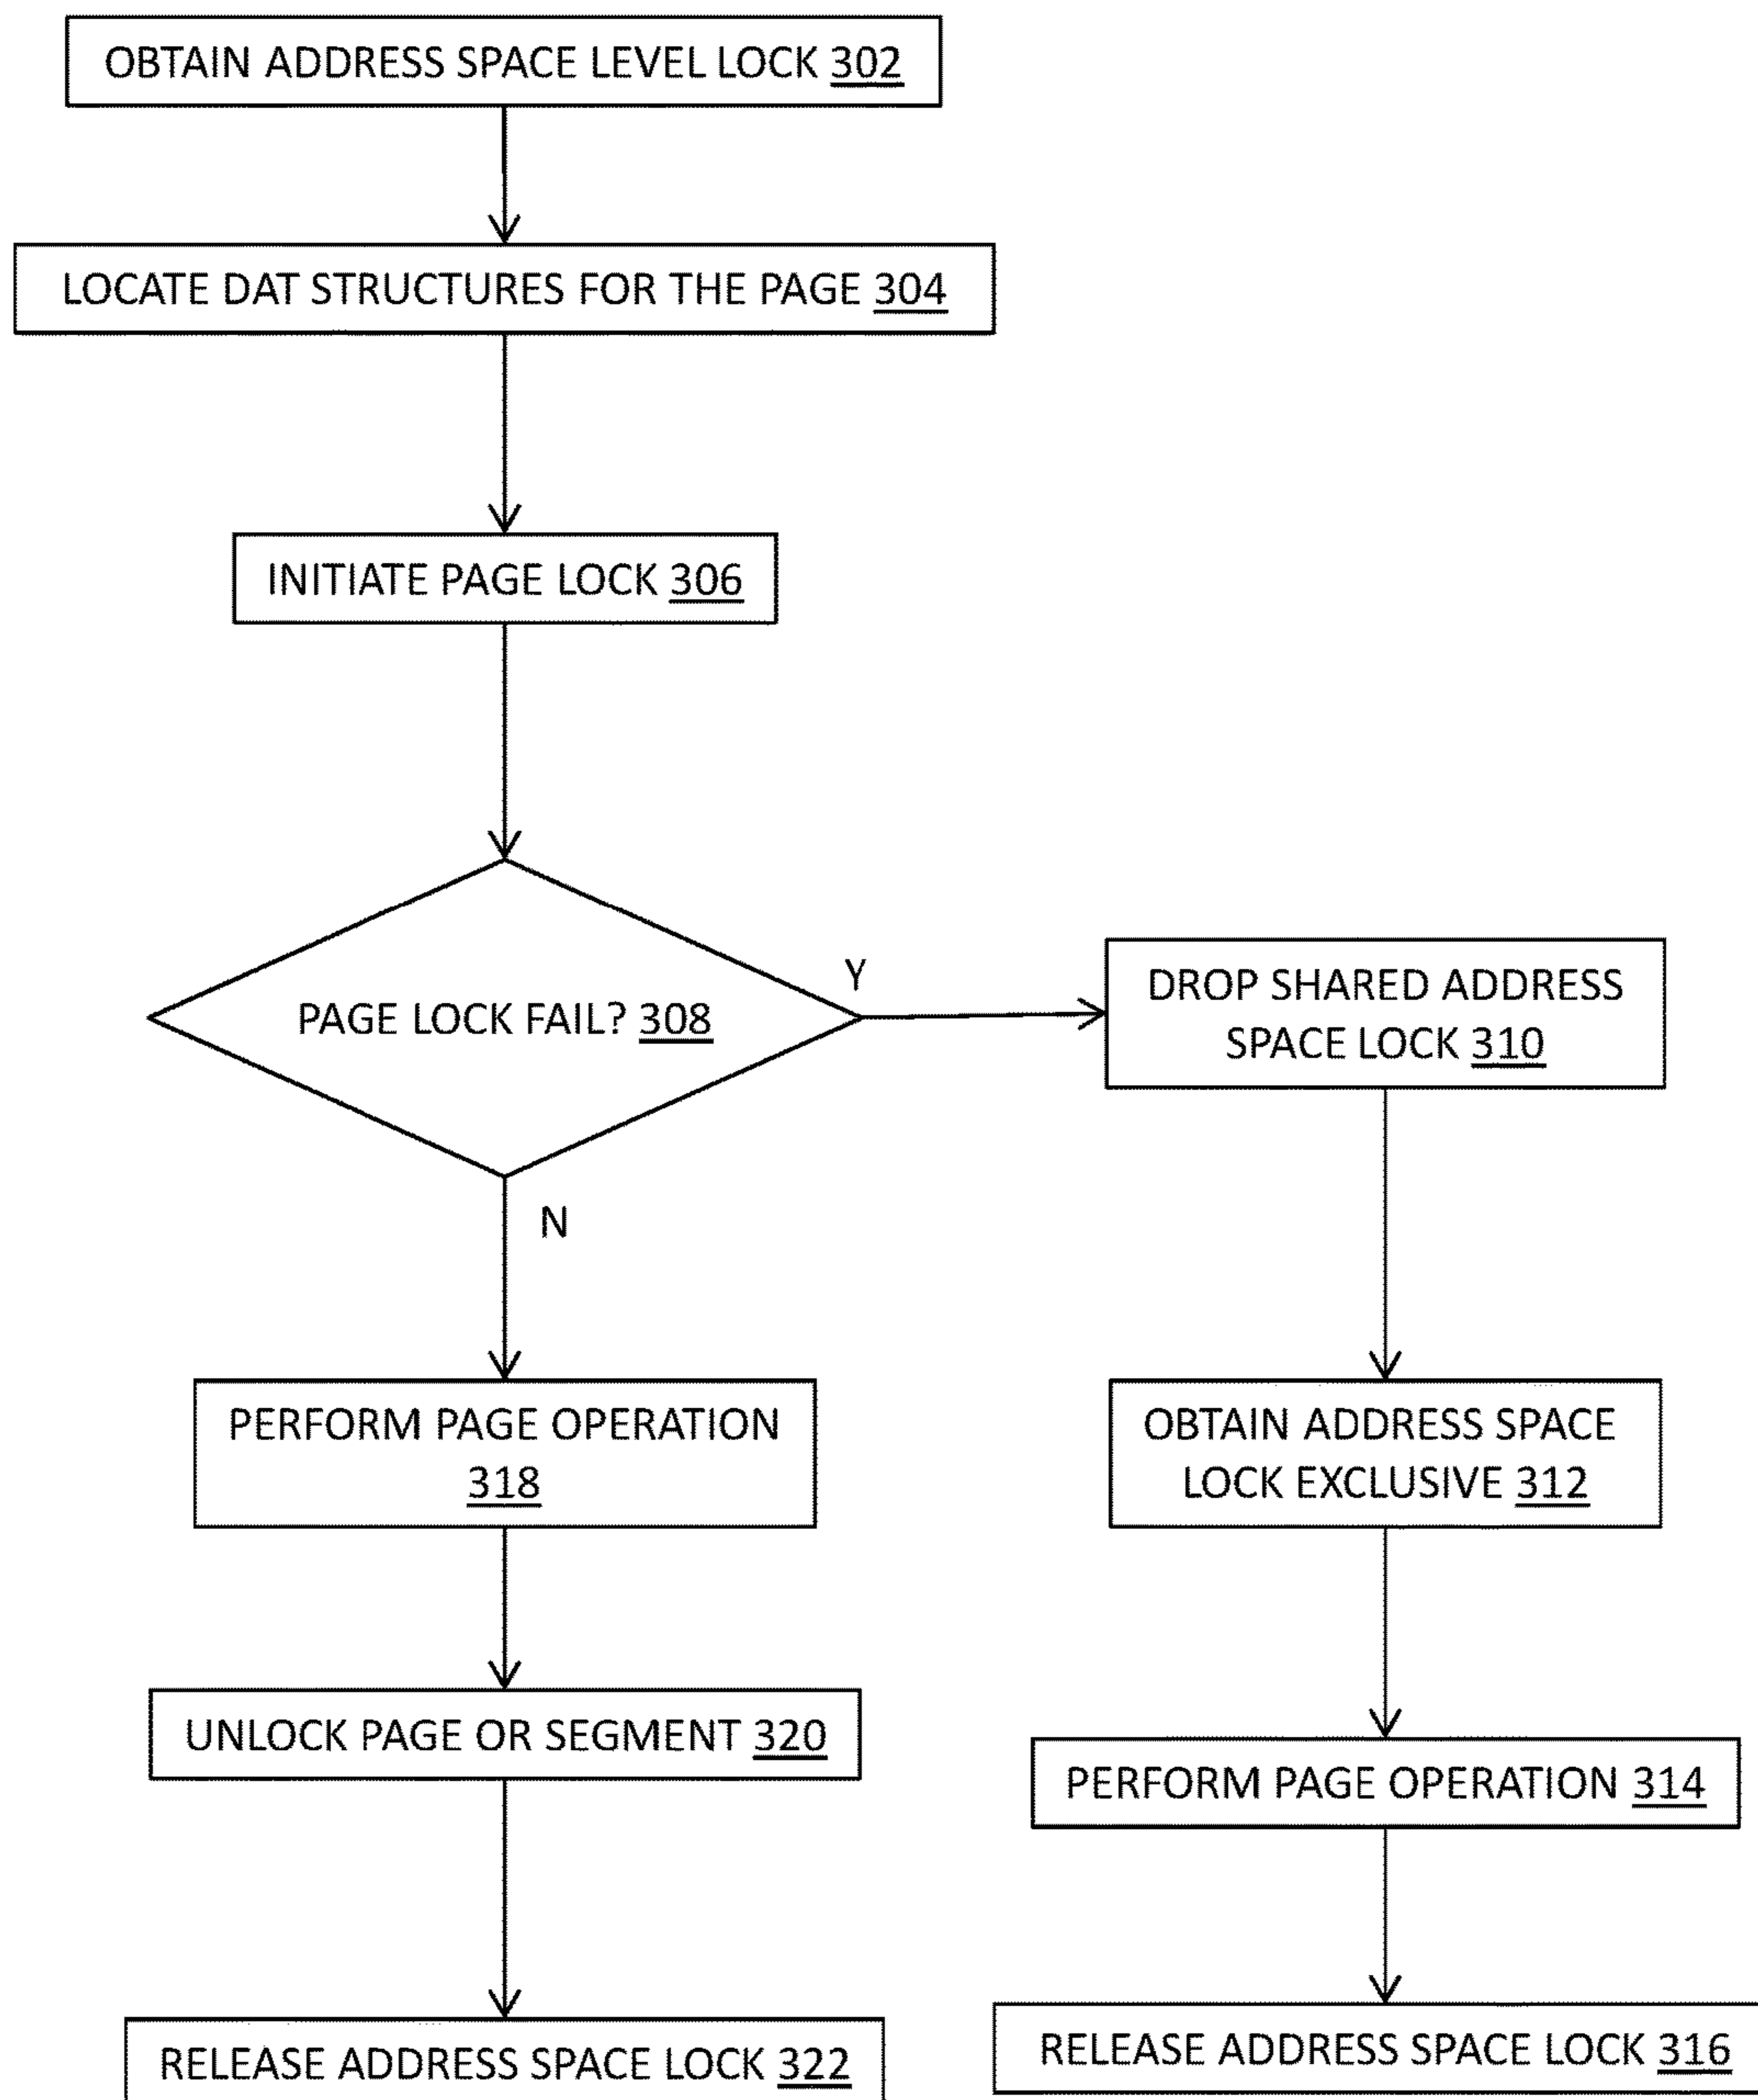 OBTAIN ADDRESS SPACE LEVEL LOCK 302
LOCATE DAT STRUCTURES FOR THE PAGE 304
INITIATE PAGE LOCK 306
PAGE LOCK FAIL? 308
Y
DROP SHARED ADDRESS
SPACE LOCK 310
N
PERFORM PAGE OPERATION
318
OBTAIN ADDRESS SPACE
LOCK EXCLUSIVE 312
UNLOCK PAGE OR SEGMENT 320
PERFORM PAGE OPERATION 314
RELEASE ADDRESS SPACE LOCK 322
RELEASE ADDRESS SPACE LOCK 316